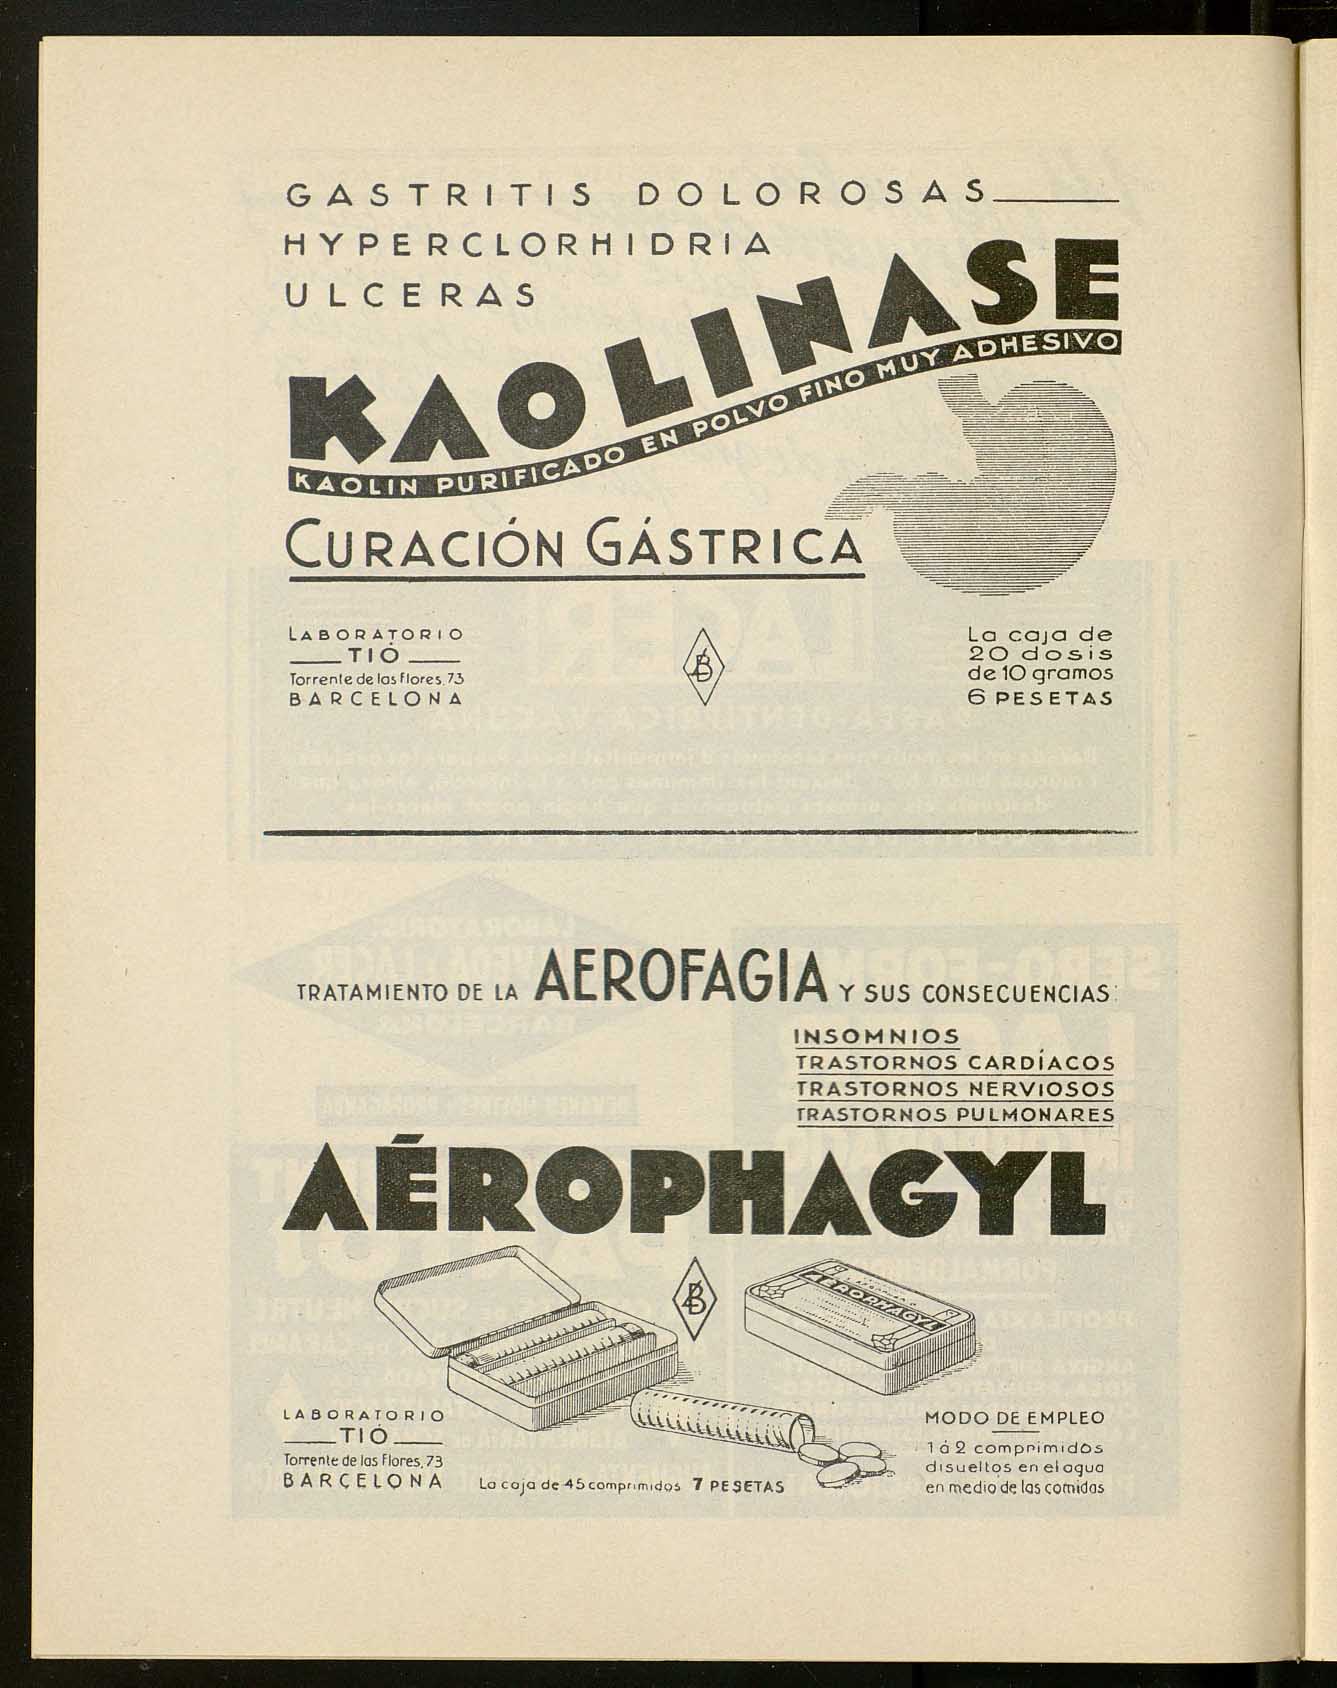 GASTRITIS DOLOROSAS
HYPERCLORHIDRIA
ULCERAS
KAOLINASE
KAOLIN PURIFICADO EN POLVO FINO MUY ADHESIVO
CURACIÓN GÁSTRICA
LABORATORIO
TIÓ
Torrente de las Flores, 73
BARCELONA
La caja de
20 dosis
de 10 gramos
6 PESETAS
TRATAMIENTO DE LA AEROFAGIA Y SUS CONSECUENCIAS:
INSOMNIOS
TRASTORNOS CARDÍACOS
TRASTORNOS NERVIOSOS
TRASTORNOS PULMONARES
AÉROPHAGYL
AEROPHAGYL
LABORATORIO
TIÓ
Torrente de las Flores, 73
BARCELONA
La caja de 45 comprimidos 7 PESETAS
MODO DE EMPLEO
1 á 2 comprimidos
disueltos en el agua
en medio de las comidas